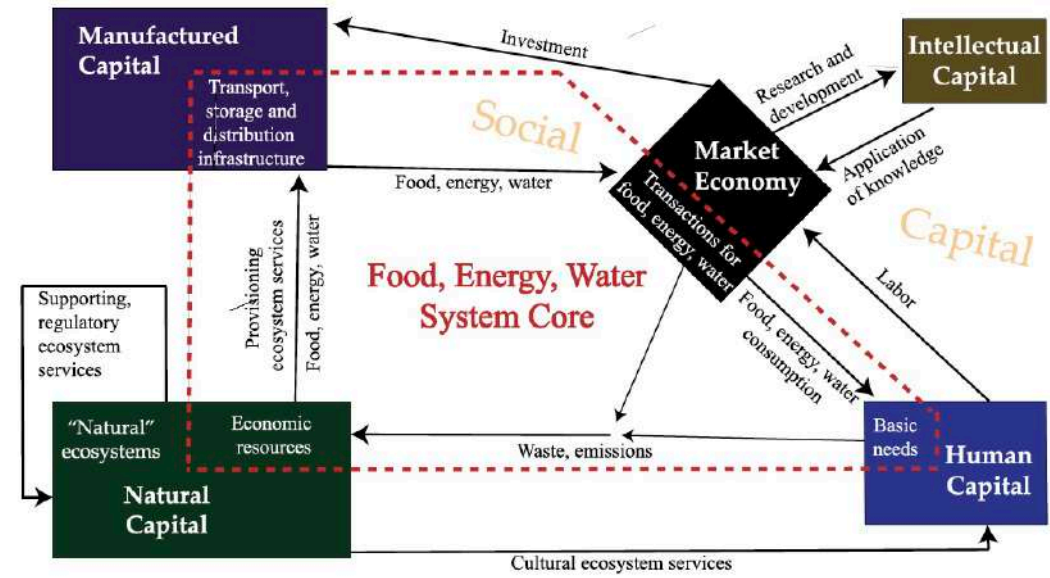 Manufactured
Capital
Transport,
storage and
distribution
infrastructure
Investment
Research and
development
Intellectual
Capital
Social
Market
Economy
Transactions for
food, energy, water
Application
of knowledge
Food, energy, water
Capital
Provisioning
ecosystem services
Food, energy, water
Food, Energy, Water
System Core
Labor
Supporting,
regulatory
ecosystem
services
Food, energy, water
consumption
"Natural"
ecosystems
Economic
resources
Natural
Capital
Waste, emissions
Basic
needs
Human
Capital
Cultural ecosystem services